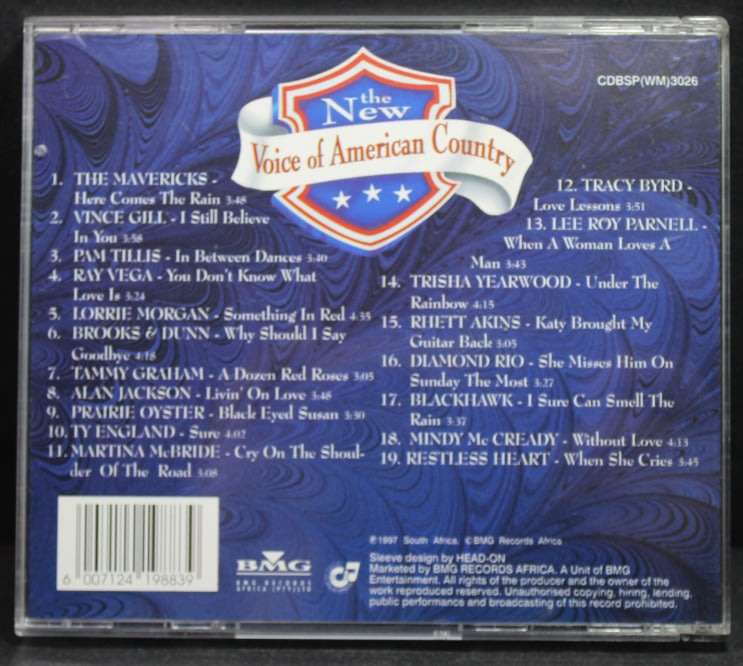 the
New
Voice of American Country
CDBSP(WM)3026
1. THE MAVERICKS -
Here Comes The Rain 3:48
2. VINCE GILL - I Still Believe
In You 3:58
3. PAM TILLIS - In Between Dances 3:40
4. RAY VEGA - You Don't Know What
Love Is 3:24
5. LORRIE MORGAN - Something In Red 4:35
6. BROOKS & DUNN - Why Should I Say
Goodbye 4:18
7. TAMMY GRAHAM - A Dozen Red Roses 3:05
8. ALAN JACKSON - Livin' On Love 3:48
9. PRAIRIE OYSTER - Black Eyed Susan 3:30
10. TY ENGLAND - Sure 4:02
11. MARTINA McBRIDE - Cry On The Shoul-
der Of The Road 3:08
12. TRACY BYRD -
Love Lessons 3:51
13. LEE ROY PARNELL -
When A Woman Loves A
Man 3:43
14. TRISHA YEARWOOD - Under The
Rainbow 4:15
15. RHETT AKINS - Katy Brought My
Guitar Back 3:05
16. DIAMOND RIO - She Misses Him On
Sunday The Most 3:27
17. BLACKHAWK - I Sure Can Smell The
Rain 3:37
18. MINDY Mc CREADY - Without Love 4:13
19. RESTLESS HEART - When She Cries 3:45
6 007124 198839
BMG
BMG RECORDS
AFRICA (PTY) LTD
℗1997 South Africa. ©BMG Records Africa
Sleeve design by HEAD-ON
Marketed by BMG RECORDS AFRICA. A Unit of BMG
Entertainment. All rights of the producer and the owner of the
work reproduced reserved. Unauthorised copying, hiring, lending,
public performance and broadcasting of this record prohibited.